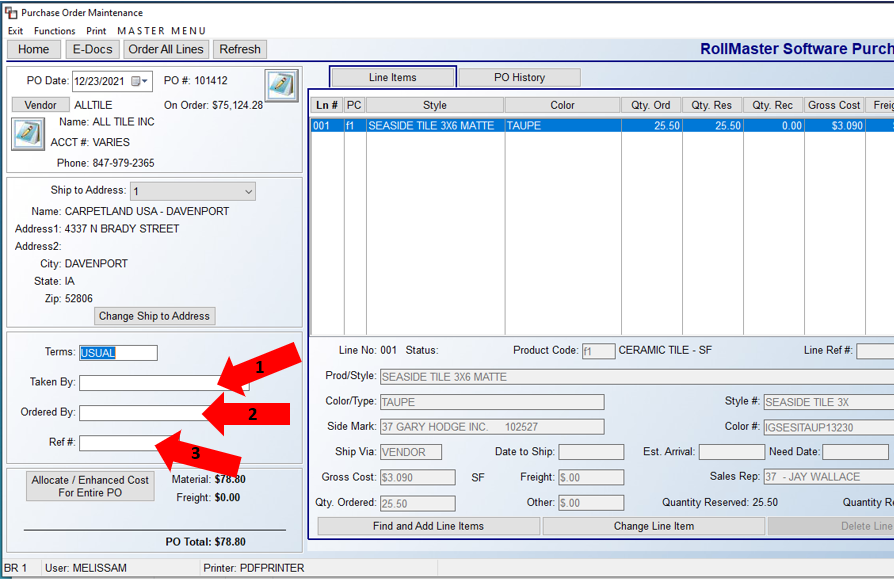 Purchase Order Maintenance
Exit Functions Print MASTER MENU
Home E-Docs Order All Lines Refresh
RollMaster Software Purch
PO Date: 12/23/2021 PO #: 101412
Vendor ALLTILE On Order: $75,124.28
Name: ALL TILE INC
ACCT #: VARIES
Phone: 847-979-2365
Ship to Address: 1
Name: CARPETLAND USA - DAVENPORT
Address1: 4337 N BRADY STREET
Address2:
City: DAVENPORT
State: IA
Zip: 52806
Change Ship to Address
Terms: USUAL
Taken By: 1
Ordered By: 2
Ref #: 3
Allocate / Enhanced Cost
For Entire PO
Material: $78.80
Freight: $0.00
PO Total: $78.80
Line Items PO History
Ln # PC Style Color Qty. Ord Qty. Res Qty. Rec Gross Cost Freig
001 f1 SEASIDE TILE 3X6 MATTE TAUPE 25.50 25.50 0.00 $3.090
Line No: 001 Status: Product Code: f1 CERAMIC TILE - SF Line Ref #:
Prod/Style: SEASIDE TILE 3X6 MATTE
Color/Type: TAUPE Style #: SEASIDE TILE 3X
Side Mark: 37 GARY HODGE INC. 102527 Color #: IGSESITAUP13230
Ship Via: VENDOR Date to Ship: Est. Arrival: Need Date:
Gross Cost: $3.090 SF Freight: $.00 Sales Rep: 37 - JAY WALLACE
Qty. Ordered: 25.50 Other: $.00 Quantity Reserved: 25.50 Quantity Re
Find and Add Line Items Change Line Item Delete Line
BR 1 User: MELISSAM Printer: PDFPRINTER